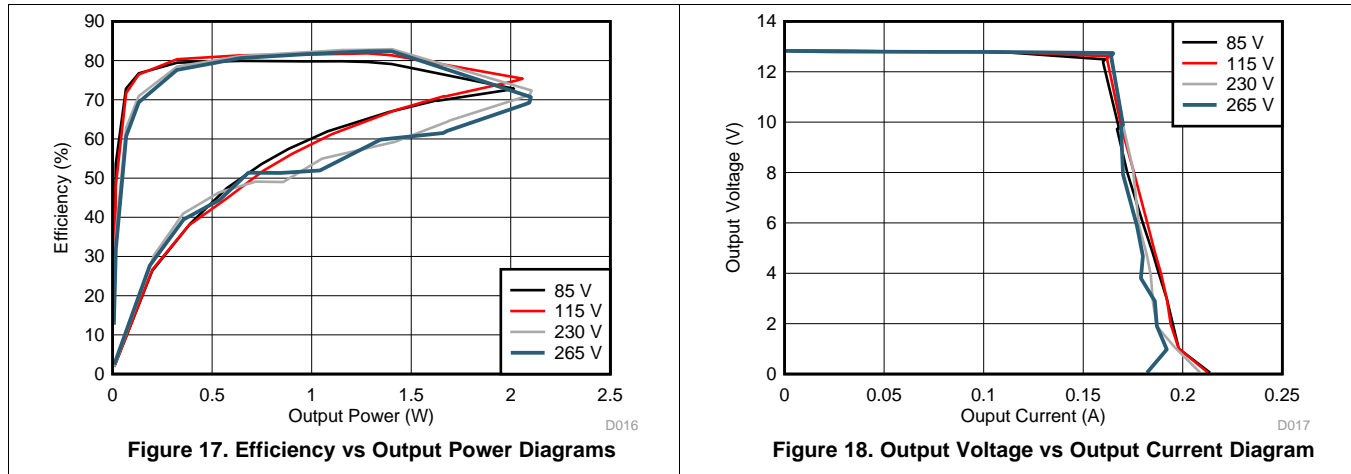 90
80
70
60
50
40
30
20
10
0
Efficiency (%)
0
0.5
1
1.5
2
2.5
Output Power (W)
D016
85 V
115 V
230 V
265 V
Figure 17. Efficiency vs Output Power Diagrams
14
12
10
8
6
4
2
0
Output Voltage (V)
0
0.05
0.1
0.15
0.2
0.25
Ouput Current (A)
D017
85 V
115 V
230 V
265 V
Figure 18. Output Voltage vs Output Current Diagram